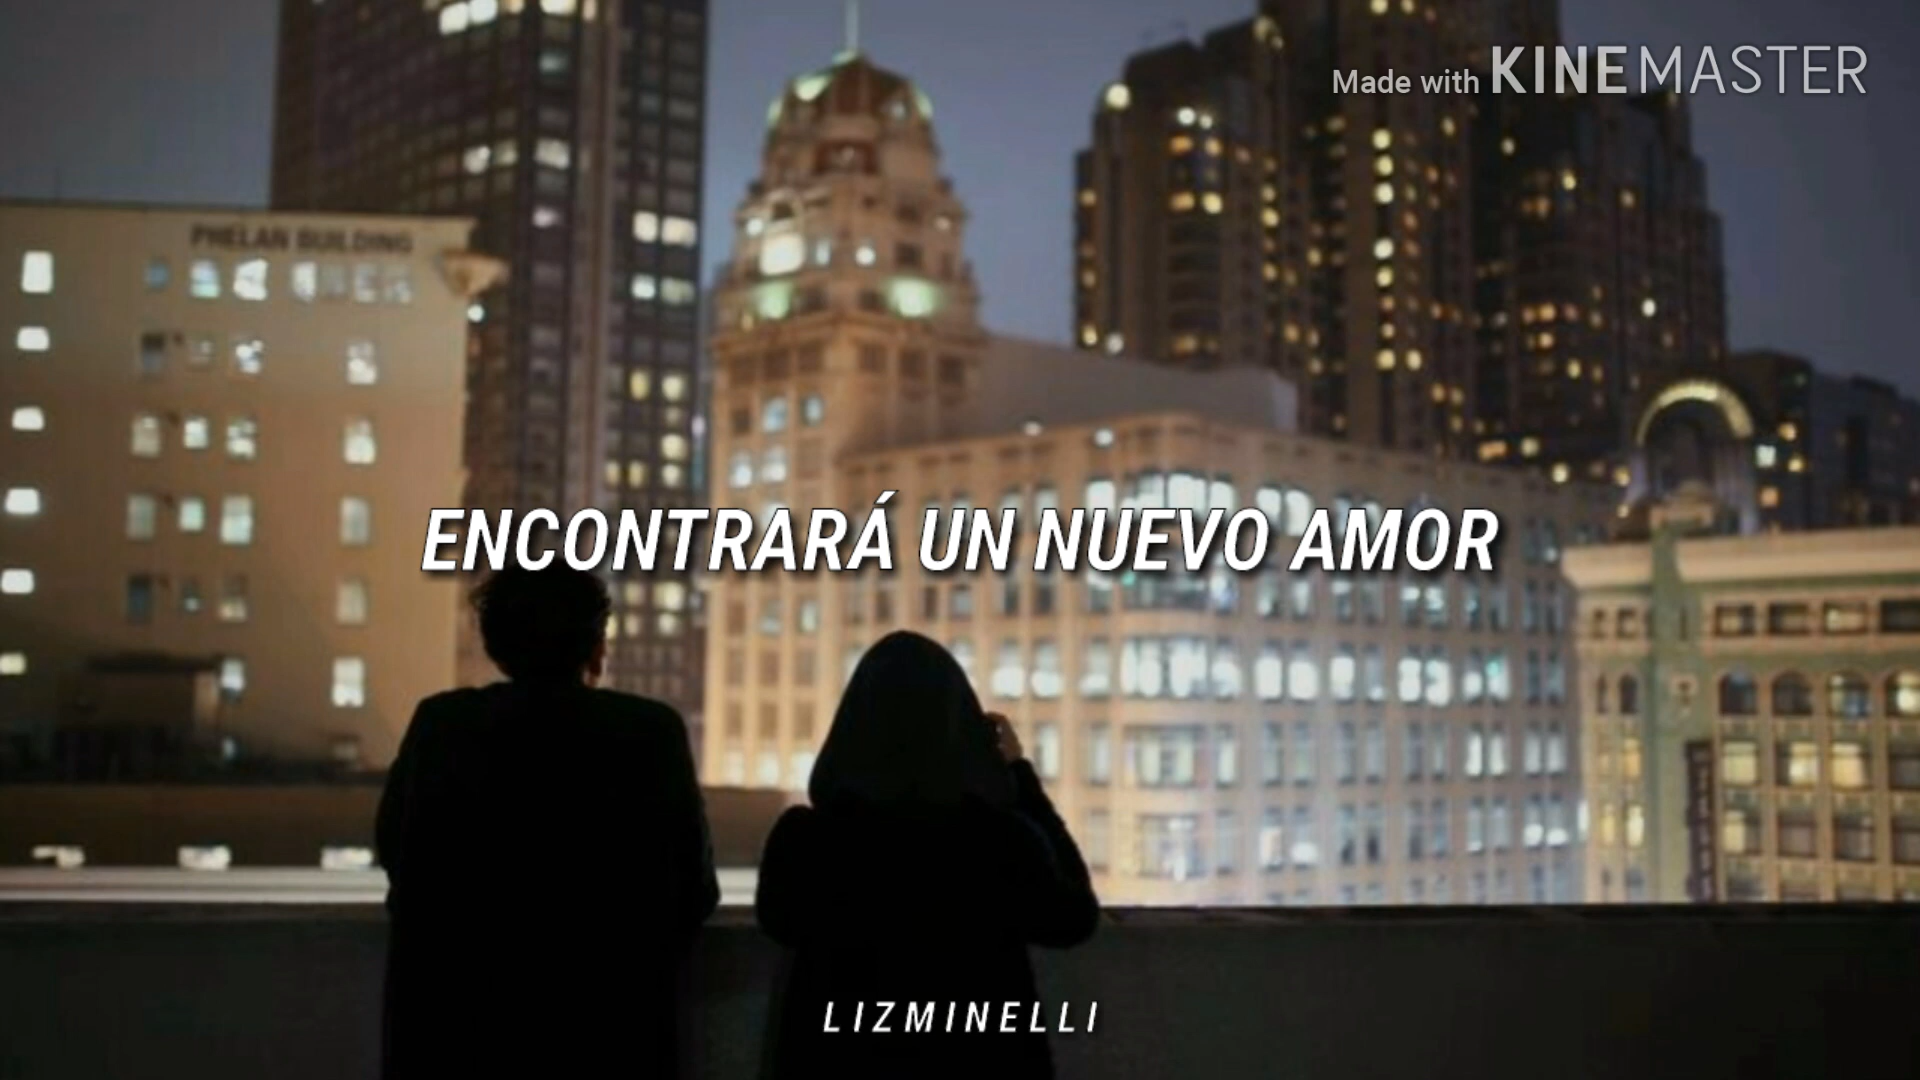 Made with KINEMASTER
PHELAN BUILDING
ENCONTRARÁ UN NUEVO AMOR
LIZMINELLI